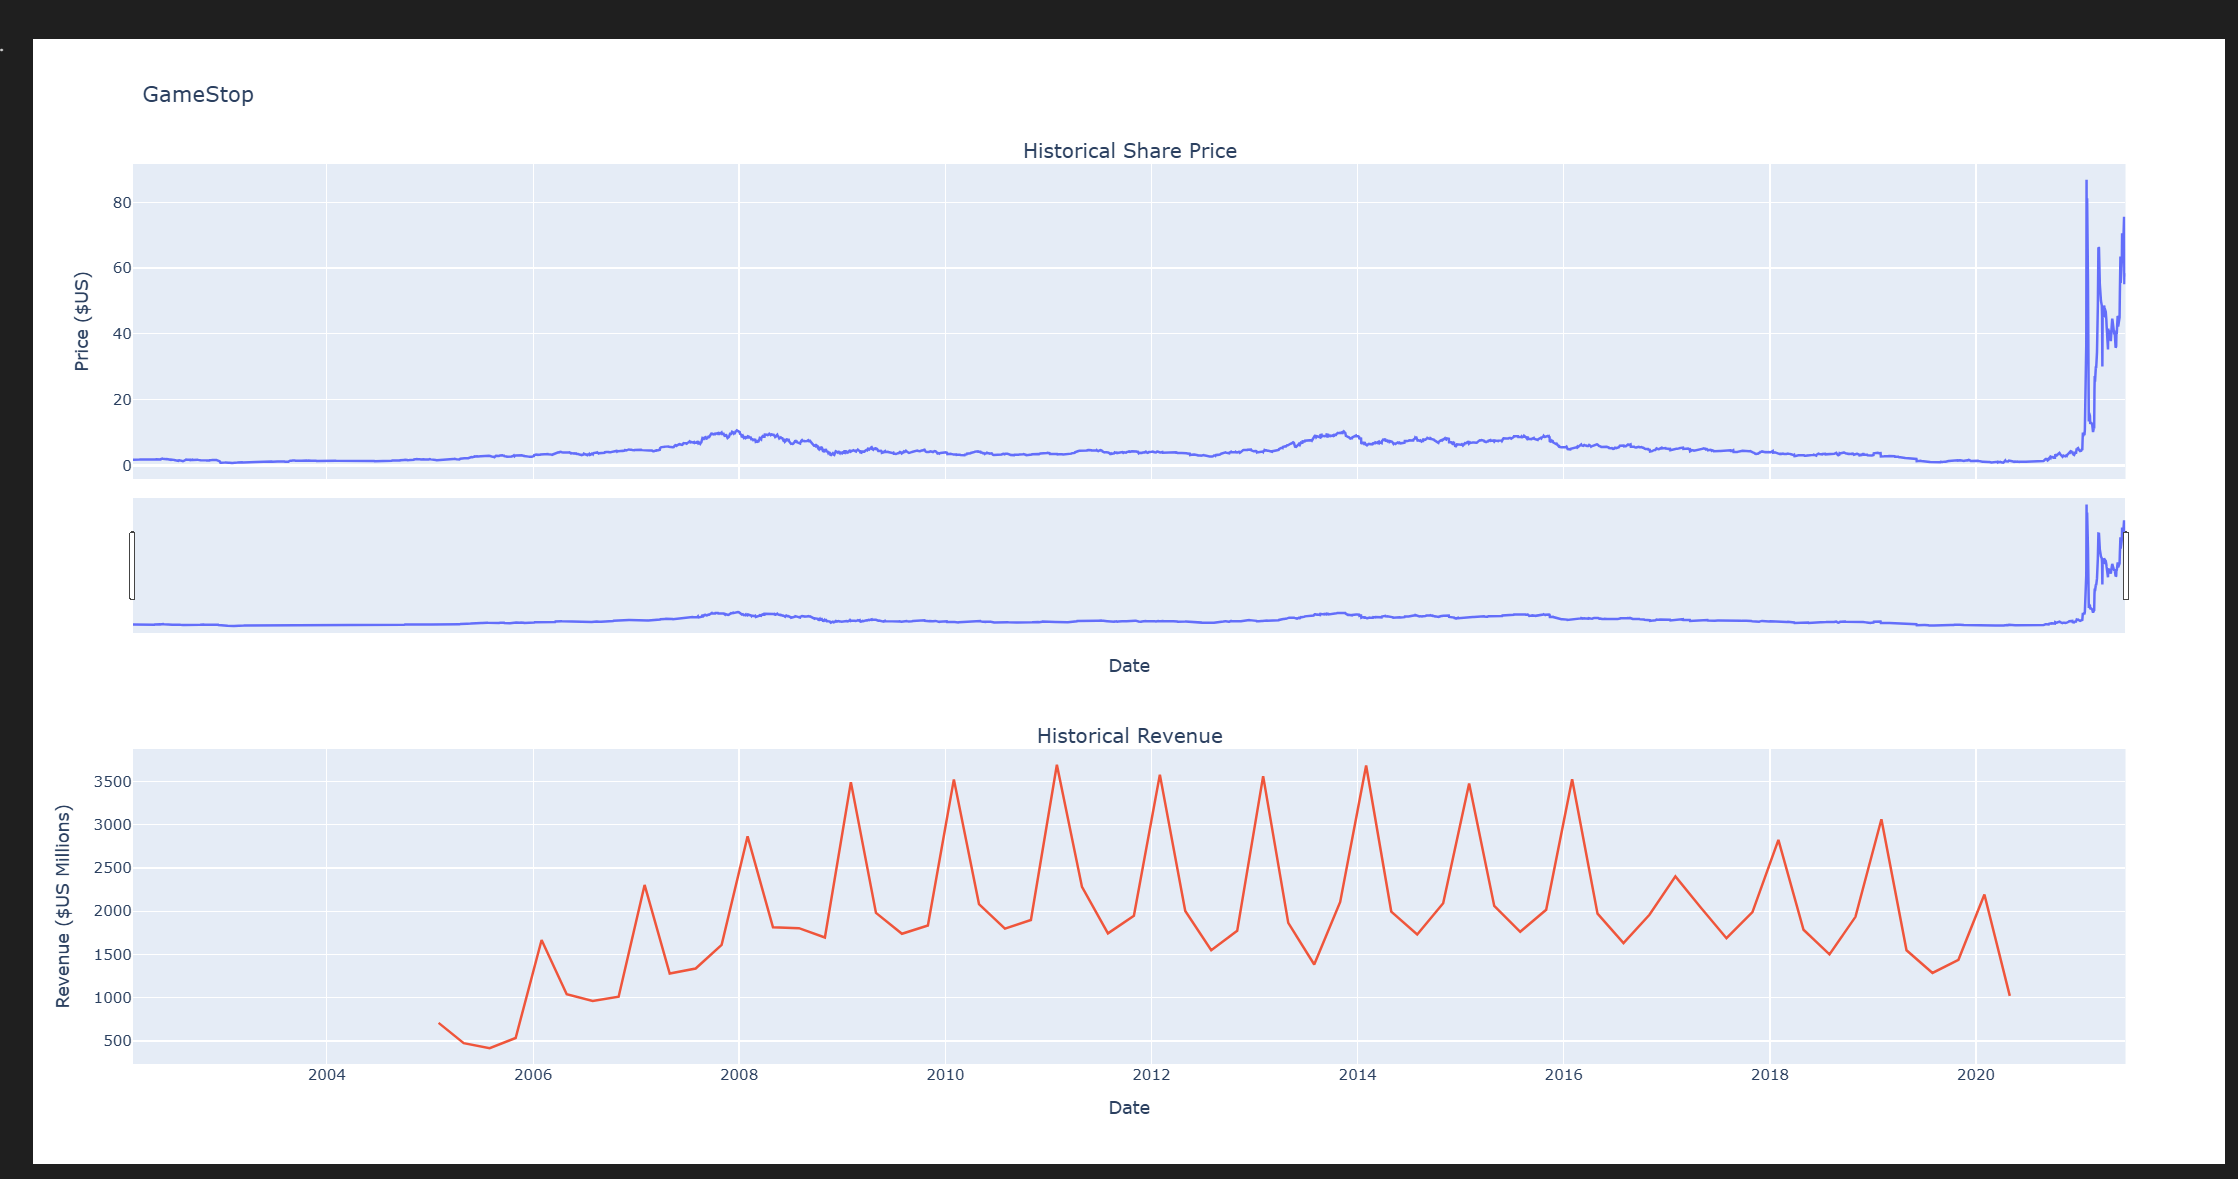 GameStop
Historical Share Price
80
60
40
20
0
Price ($US)
Date
Historical Revenue
3500
3000
2500
2000
1500
1000
500
Revenue ($US Millions)
2004 2006 2008 2010 2012 2014 2016 2018 2020
Date